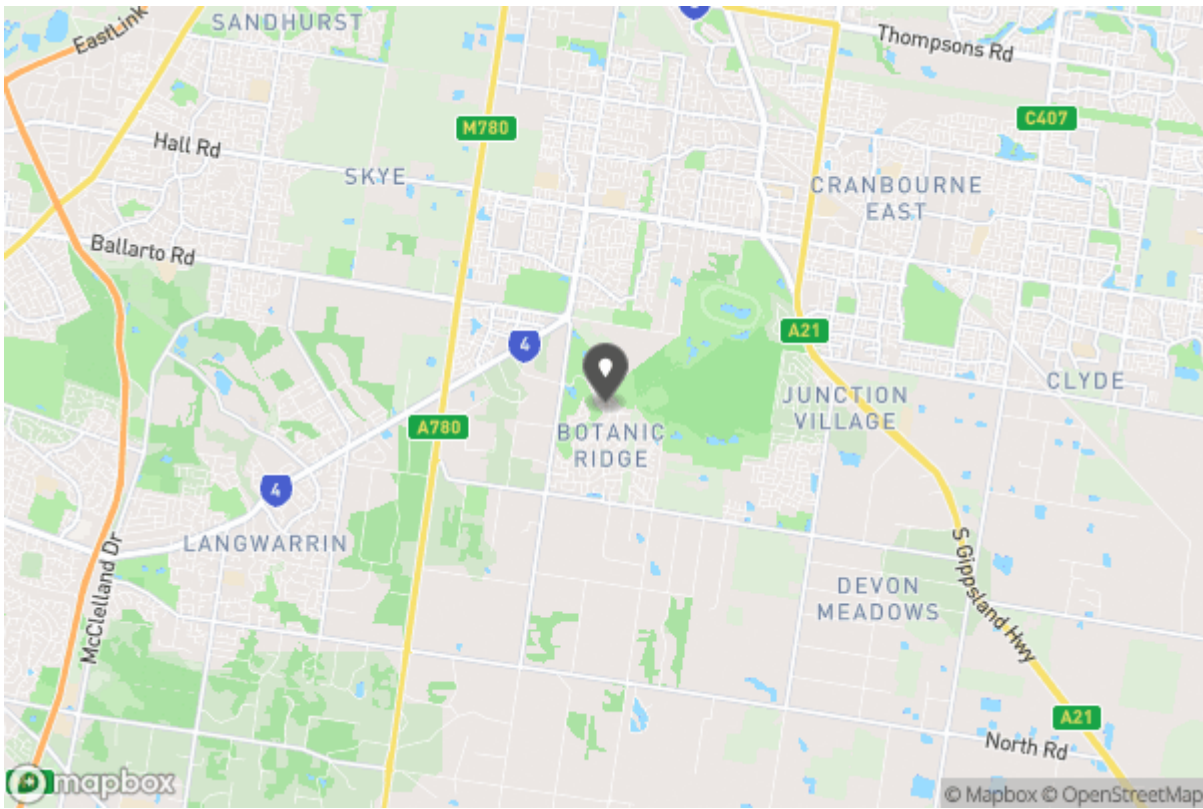 SANDHURST
EastLink
Thompsons Rd
M780
C407
Hall Rd
SKYE
CRANBOURNE
EAST
Ballarto Rd
4
A21
CLYDE
JUNCTION
VILLAGE
A780
BOTANIC
RIDGE
4
LANGWARRIN
S Gippsland Hwy
DEVON
MEADOWS
McClelland Dr
A21
North Rd
mapbox
© Mapbox © OpenStreetMap